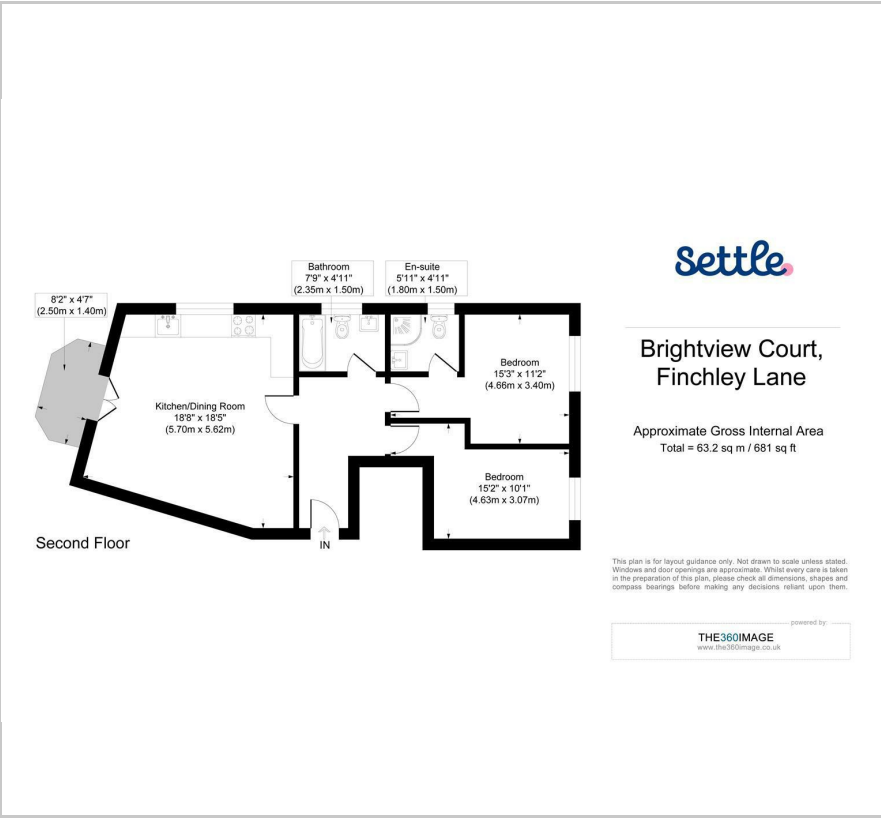 settle
Brightview Court,
Finchley Lane
Approximate Gross Internal Area
Total = 63.2 sq m / 681 sq ft
8'2" x 4'7"
(2.50m x 1.40m)
Bathroom
7'9" x 4'11"
(2.35m x 1.50m)
En-suite
5'11" x 4'11"
(1.80m x 1.50m)
Bedroom
15'3" x 11'2"
(4.66m x 3.40m)
Kitchen/Dining Room
18'8" x 18'5"
(5.70m x 5.62m)
Bedroom
15'2" x 10'1"
(4.63m x 3.07m)
IN
Second Floor
This plan is for layout guidance only. Not drawn to scale unless stated.
Windows and door openings are approximate. Whilst every care is taken
in the preparation of this plan, please check all dimensions, shapes and
compass bearings before making any decisions reliant upon them.
powered by:
THE360IMAGE
www.the360image.co.uk